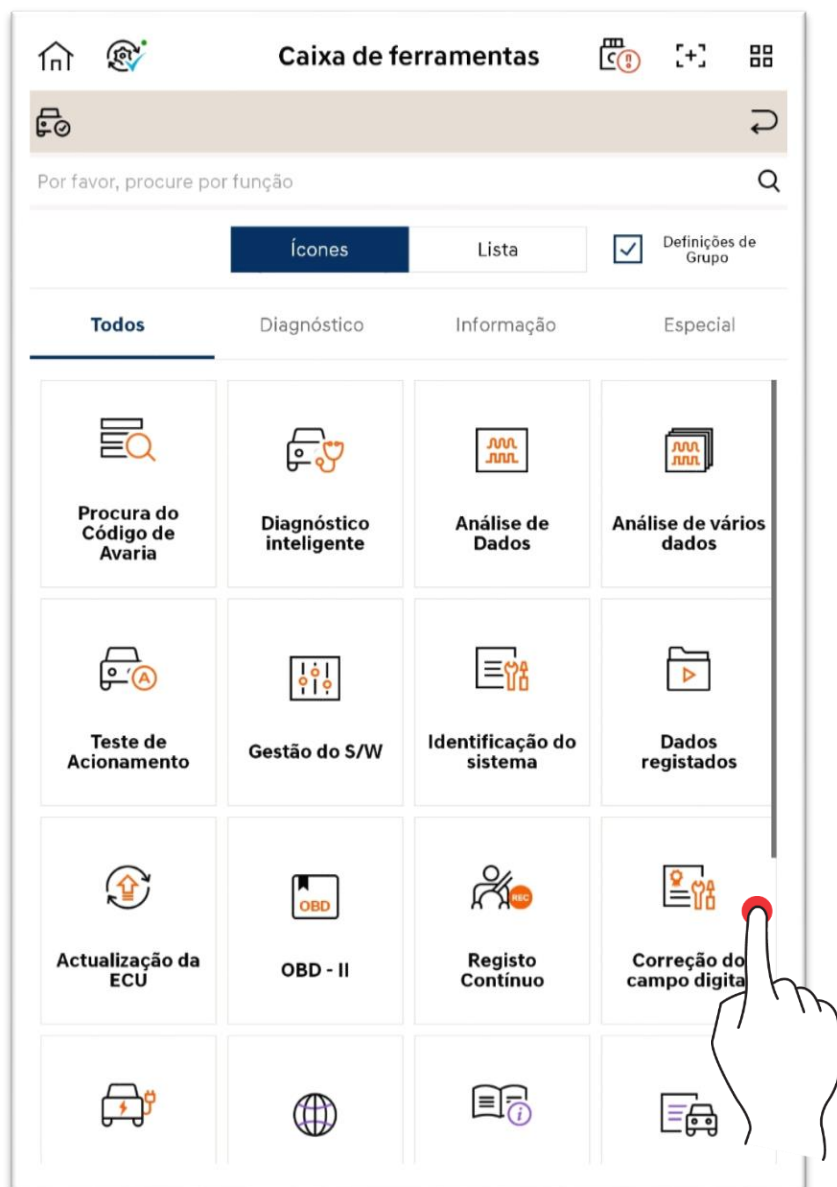 Caixa de ferramentas
Por favor, procure por função
Ícones
Lista
Definições de
Grupo
Todos
Diagnóstico
Informação
Especial
Procura do
Código de
Avaria
Diagnóstico
inteligente
Análise de
Dados
Análise de vários
dados
A
Teste de
Acionamento
Gestão do S/W
Identificação do
sistema
Dados
registados
Actualização da
ECU
OBD
OBD - II
REC
Registo
Contínuo
Correção do
campo digita